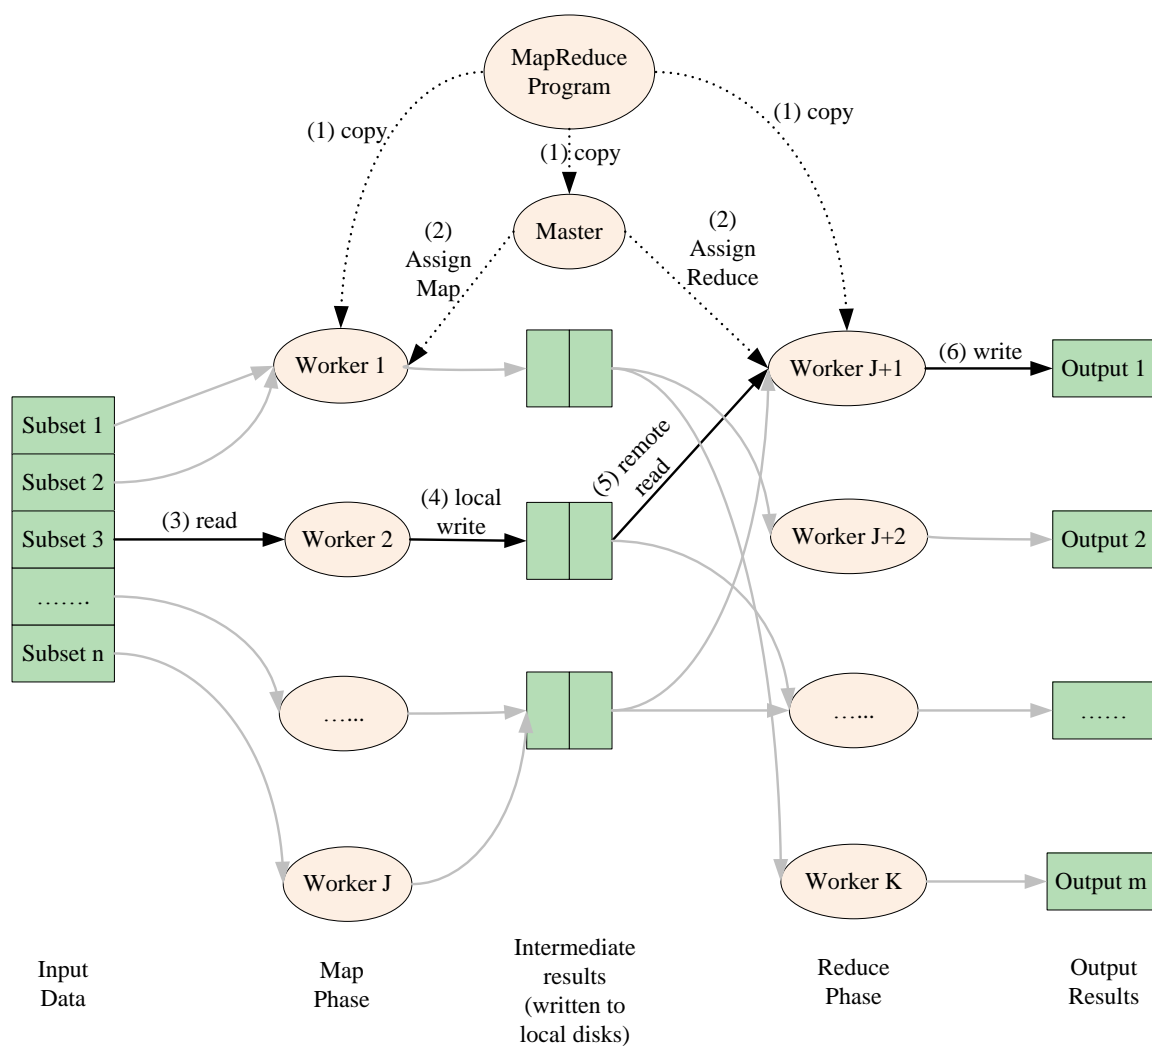 MapReduce
Program
(1) copy
(1) copy
(1) copy
Master
(2)
Assign
Map
(2)
Assign
Reduce
Worker 1
Worker J+1
(6) write
Output 1
Subset 1
Subset 2
Subset 3
…….
Subset n
(3) read
Worker 2
(4) local
write
(5) remote
read
Worker J+2
Output 2
…...
…...
……
Worker J
Worker K
Output m
Input
Data
Map
Phase
Intermediate
results
(written to
local disks)
Reduce
Phase
Output
Results